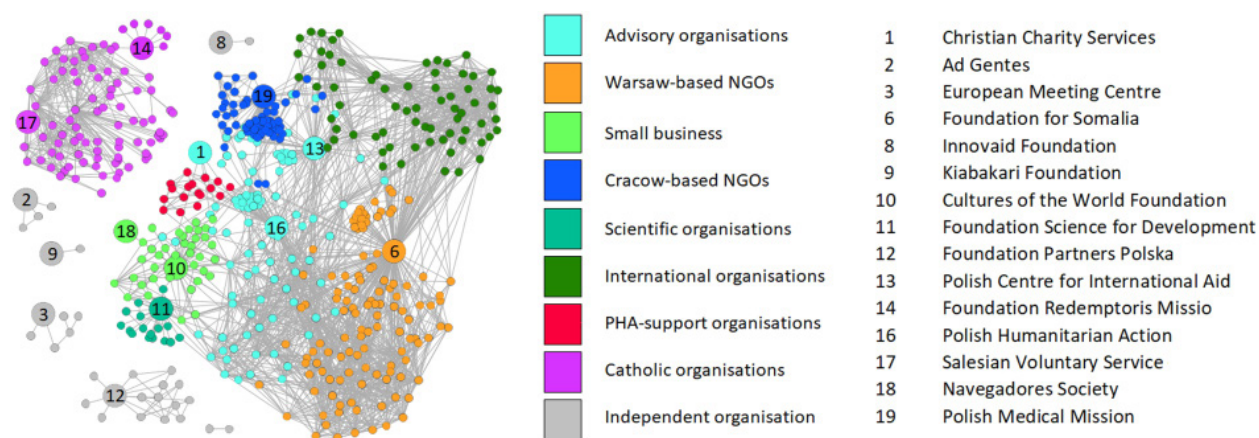 14
8
19
17
1
13
2
16
18
6
9
10
11
3
12
Advisory organisations
Warsaw-based NGOs
Small business
Cracow-based NGOs
Scientific organisations
International organisations
PHA-support organisations
Catholic organisations
Independent organisation
1 Christian Charity Services
2 Ad Gentes
3 European Meeting Centre
6 Foundation for Somalia
8 Innovaid Foundation
9 Kiabakari Foundation
10 Cultures of the World Foundation
11 Foundation Science for Development
12 Foundation Partners Polska
13 Polish Centre for International Aid
14 Foundation Redemptoris Missio
16 Polish Humanitarian Action
17 Salesian Voluntary Service
18 Navegadores Society
19 Polish Medical Mission